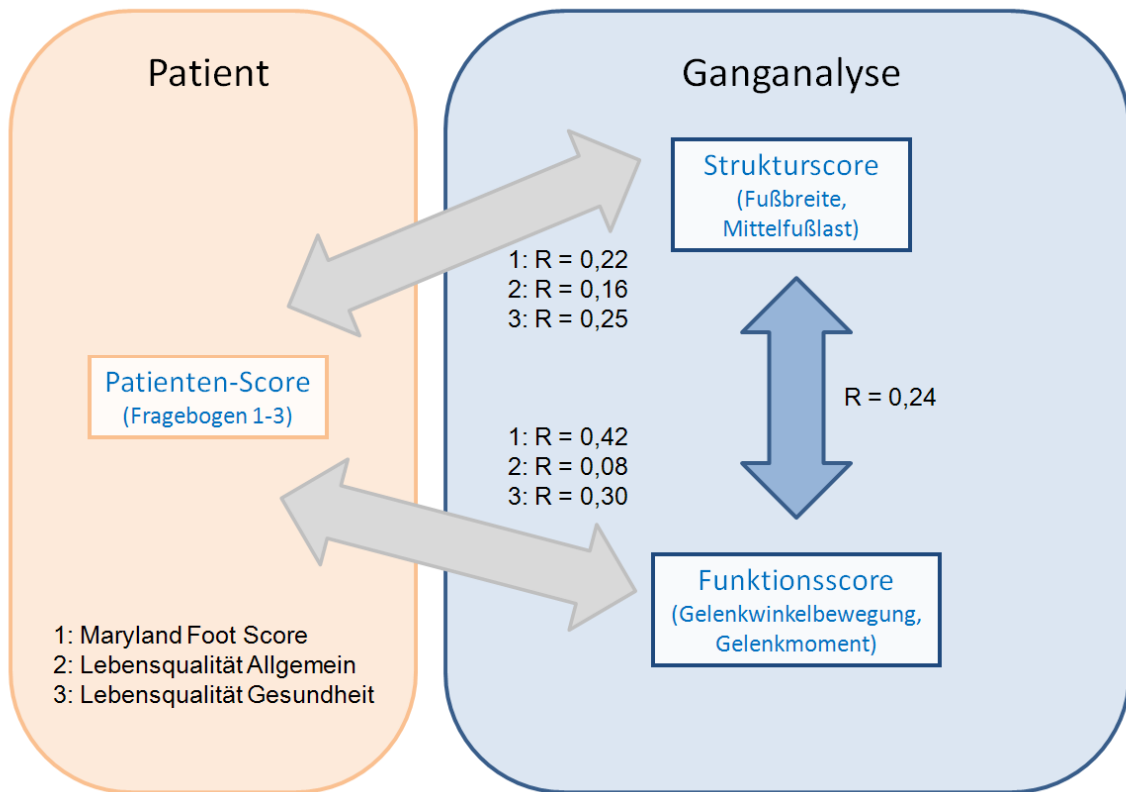 Patient
Ganganalyse
Strukturscore
(Fußbreite,
Mittelfußlast)
1: R = 0,22
2: R = 0,16
3: R = 0,25
Patienten-Score
(Fragebogen 1-3)
R = 0,24
1: R = 0,42
2: R = 0,08
3: R = 0,30
Funktionsscore
(Gelenkwinkelbewegung,
Gelenkmoment)
1: Maryland Foot Score
2: Lebensqualität Allgemein
3: Lebensqualität Gesundheit